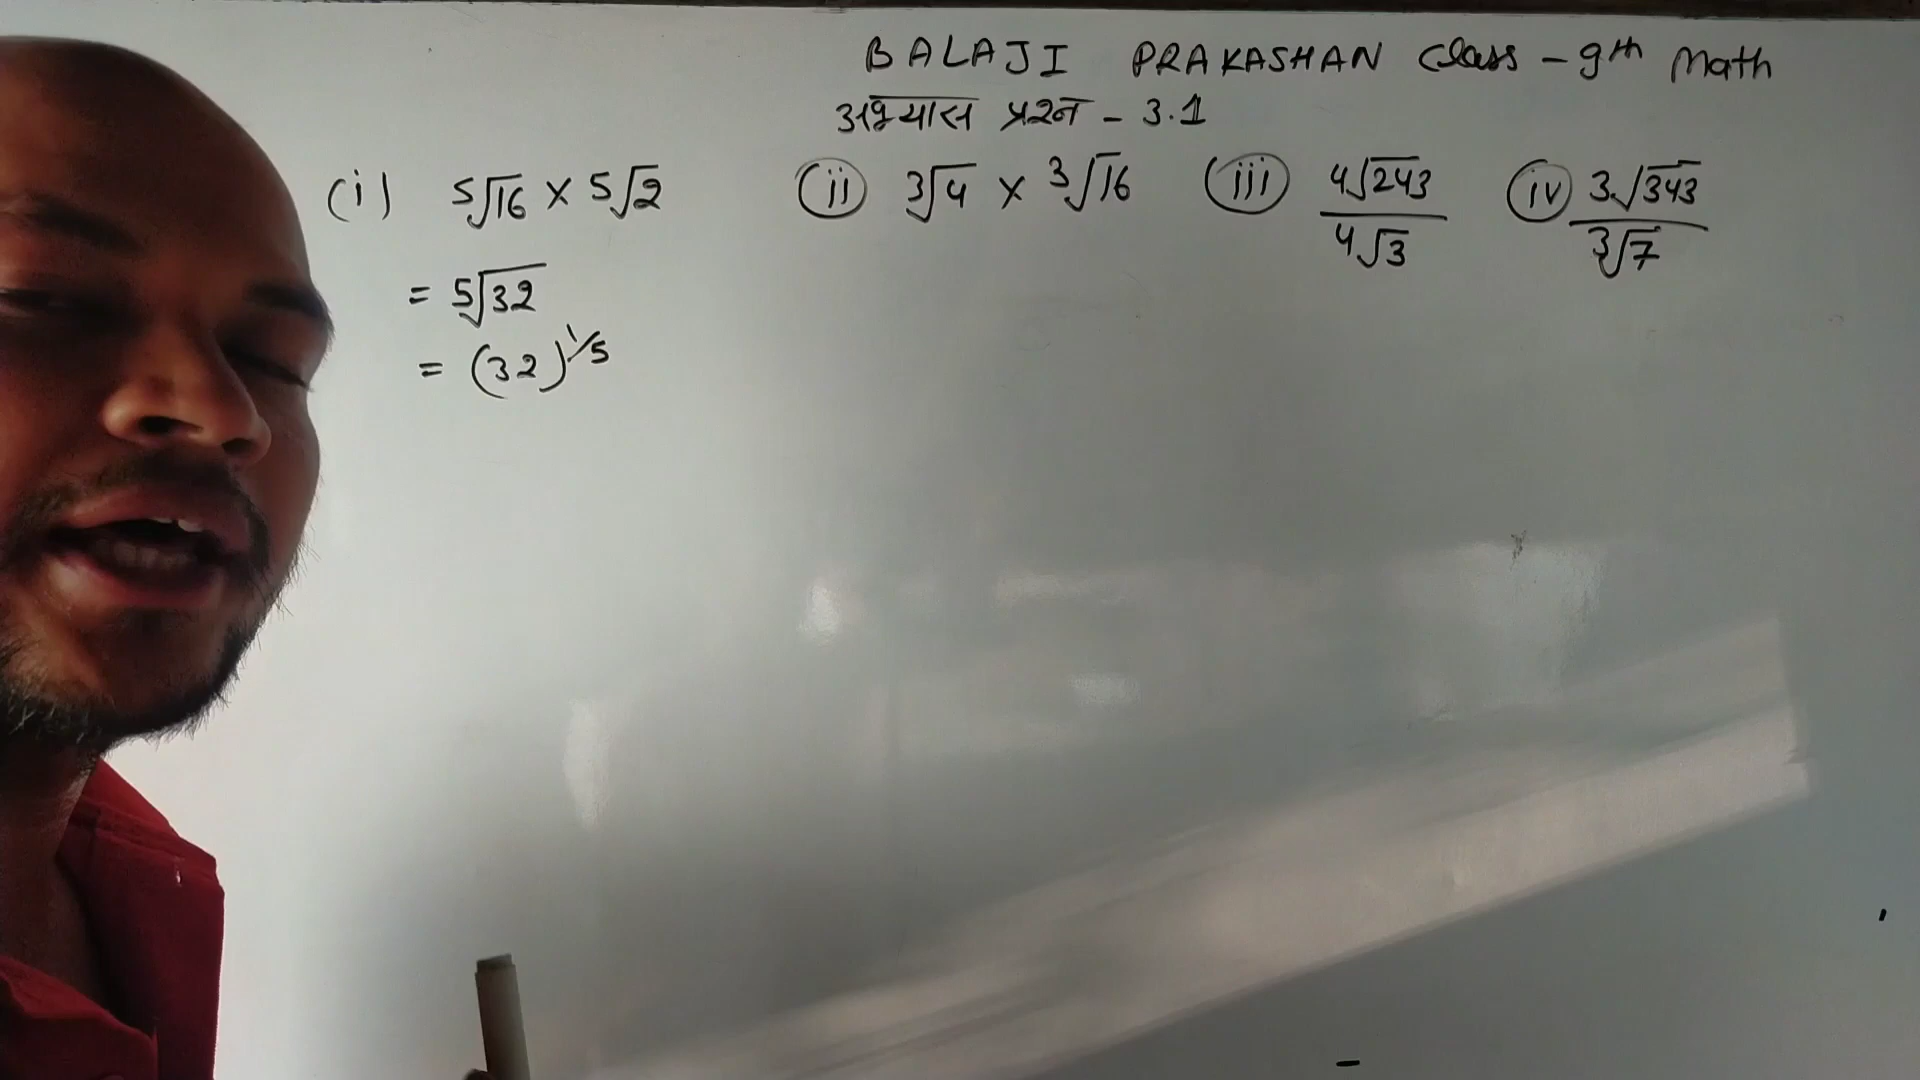 BALAJI PRAKASHAN Class - 9th Math
अभ्यास प्रश्न - 3.1
(i) 5√16 × 5√2 (ii) 3√4 × 3√16 (iii) 4√243 / 4√3 (iv) 3√343 / 3√7
= 5√32
= (32)^1/5